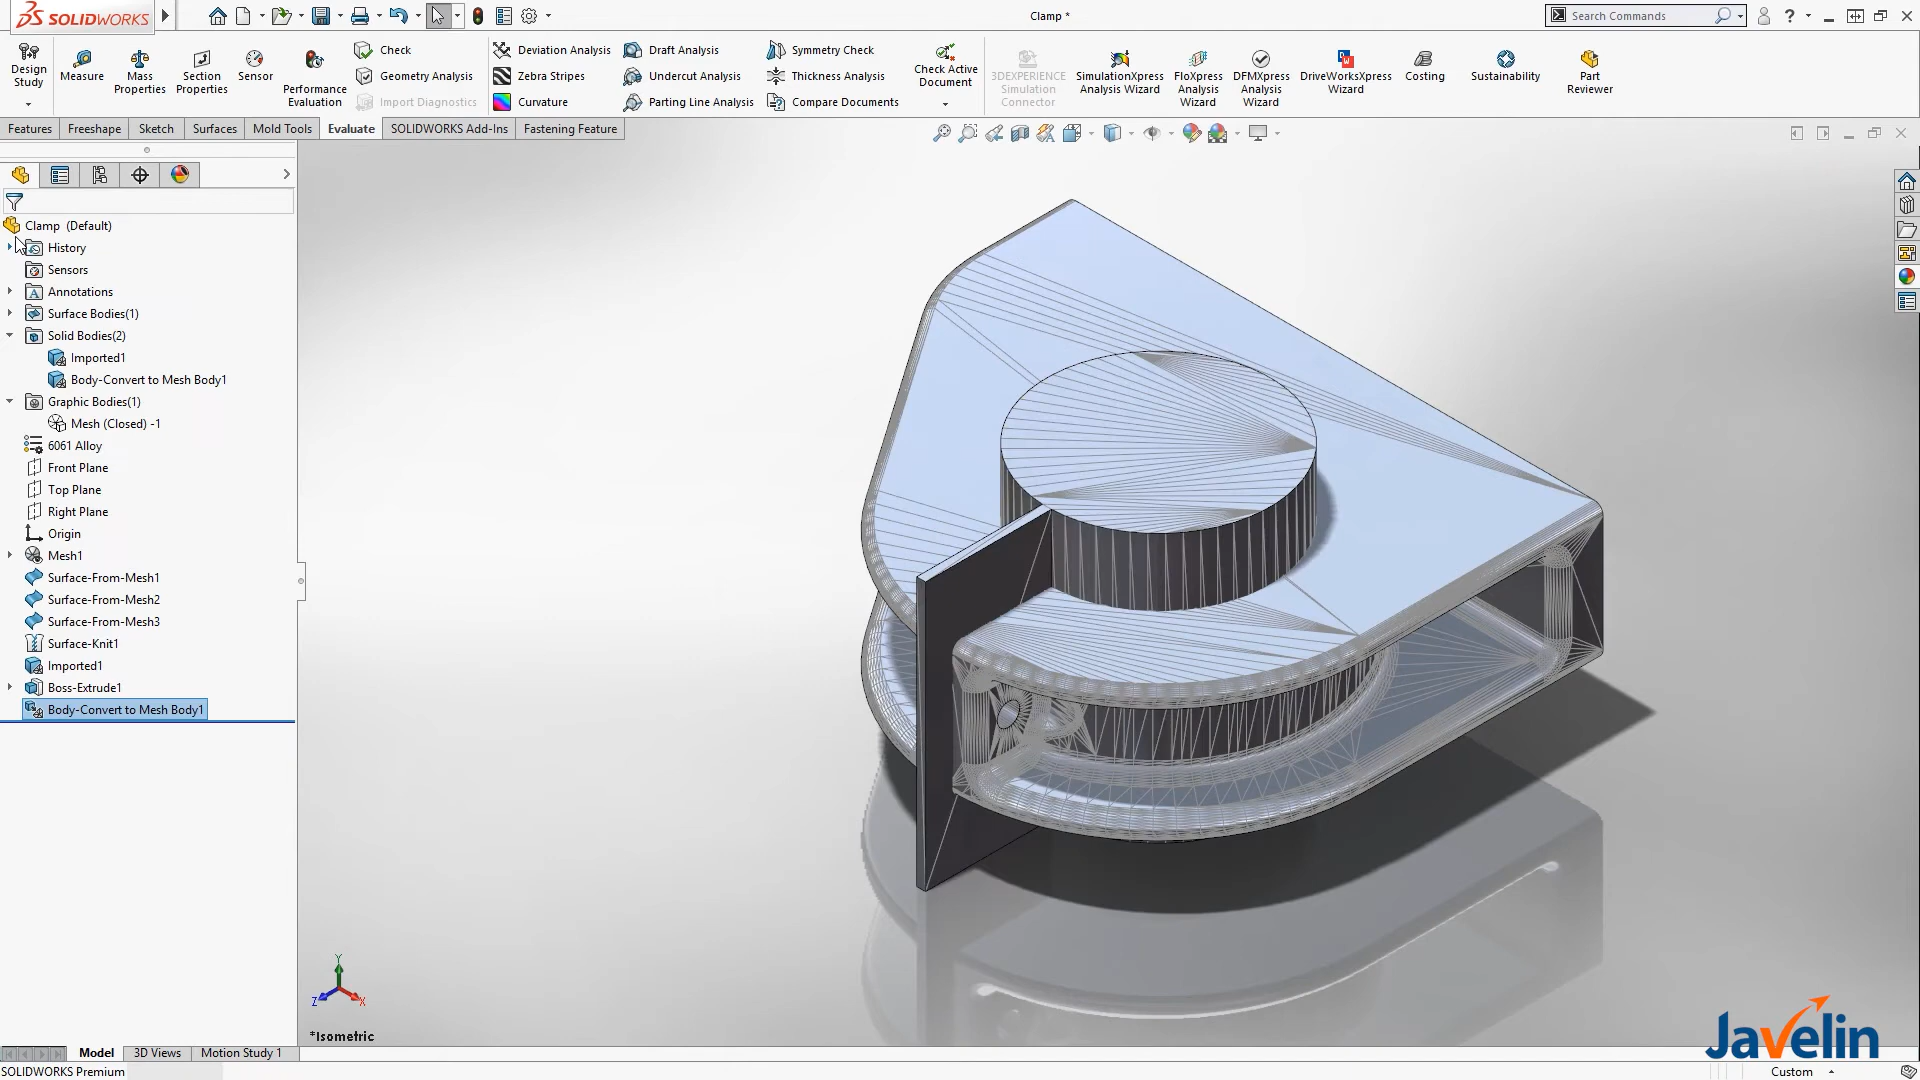 SOLIDWORKS
Clamp *
Search Commands
?
Design
Study
Measure
Mass
Properties
Section
Properties
Sensor
Performance
Evaluation
Check
Geometry Analysis
Import Diagnostics
Deviation Analysis
Zebra Stripes
Curvature
Draft Analysis
Undercut Analysis
Parting Line Analysis
Symmetry Check
Thickness Analysis
Compare Documents
Check Active
Document
3DEXPERIENCE
Simulation
Connector
SimulationXpress
Analysis Wizard
FloXpress
Analysis
Wizard
DFMXpress
Analysis
Wizard
DriveWorksXpress
Wizard
Costing
Sustainability
Part
Reviewer
Features
Freeshape
Sketch
Surfaces
Mold Tools
Evaluate
SOLIDWORKS Add-Ins
Fastening Feature
Clamp (Default)
History
Sensors
Annotations
Surface Bodies(1)
Solid Bodies(2)
Imported1
Body-Convert to Mesh Body1
Graphic Bodies(1)
Mesh (Closed) -1
6061 Alloy
Front Plane
Top Plane
Right Plane
Origin
Mesh1
Surface-From-Mesh1
Surface-From-Mesh2
Surface-From-Mesh3
Surface-Knit1
Imported1
Boss-Extrude1
Body-Convert to Mesh Body1
Y
Z
X
*Isometric
Javelin
Model
3D Views
Motion Study 1
SOLIDWORKS Premium
Custom